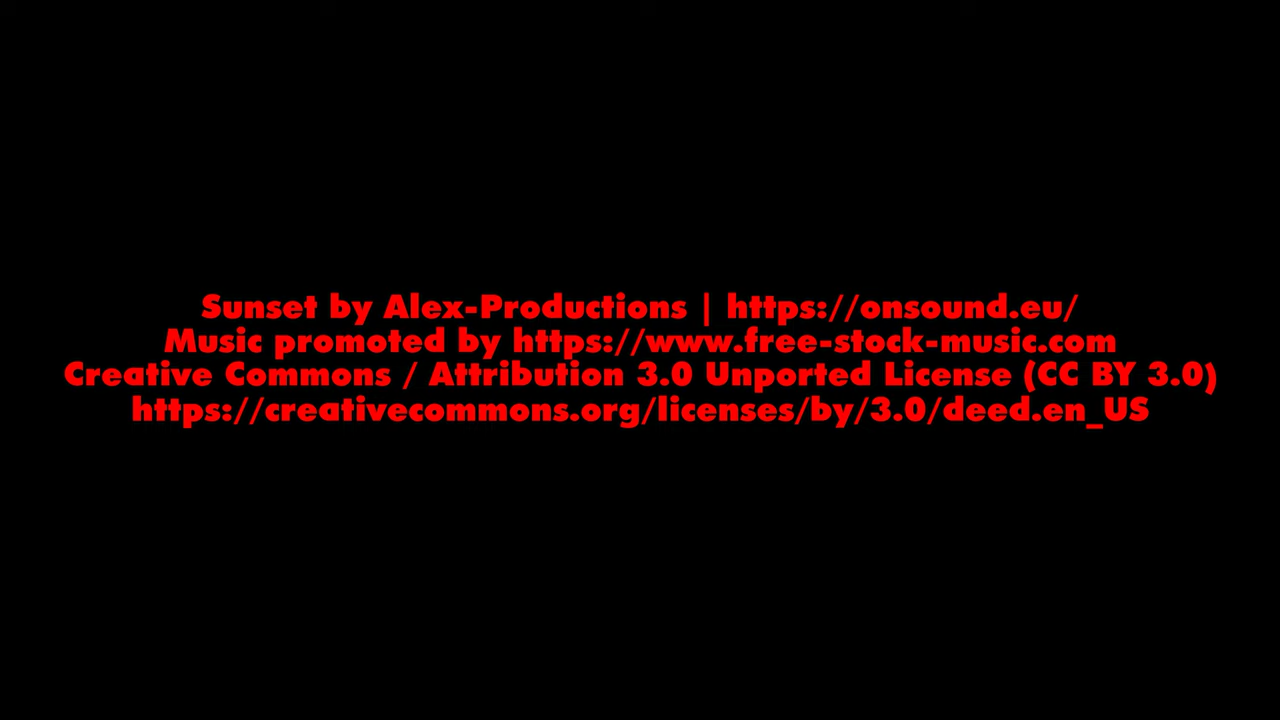 Sunset by Alex-Productions | https://onsound.eu/
Music promoted by https://www.free-stock-music.com
Creative Commons / Attribution 3.0 Unported License (CC BY 3.0)
https://creativecommons.org/licenses/by/3.0/deed.en_US